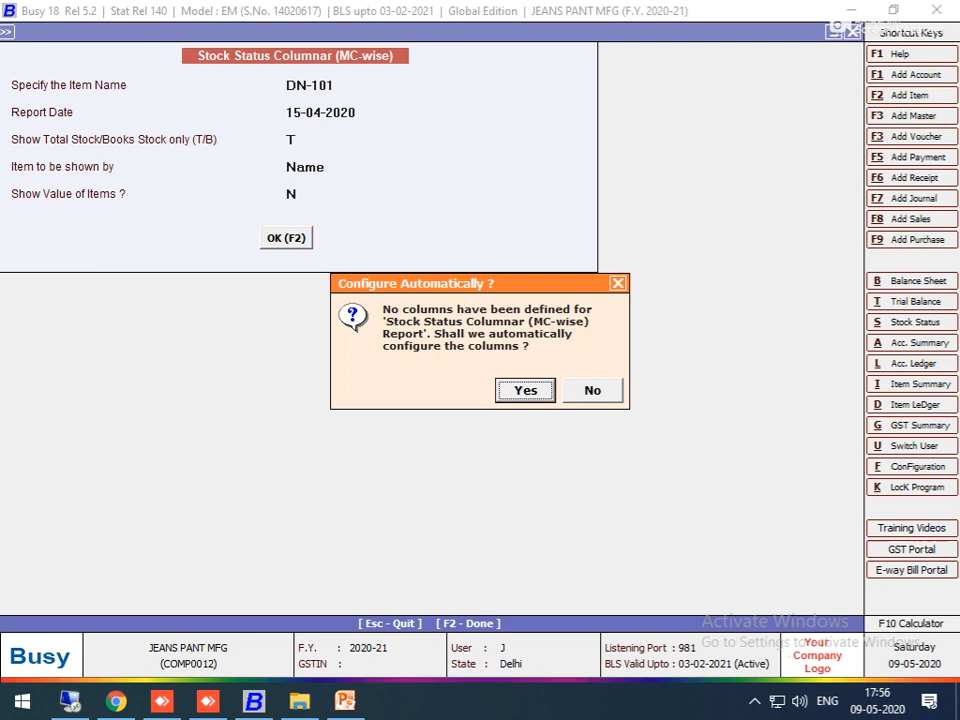 Busy 18 Rel 5.2 | Stat Rel 140 | Model : EM (S.No. 14020617) | BLS upto 03-02-2021 | Global Edition | JEANS PANT MFG (F.Y. 2020-21)
>>
Shortcut Keys
Stock Status Columnar (MC-wise)
Specify the Item Name DN-101
Report Date 15-04-2020
Show Total Stock/Books Stock only (T/B) T
Item to be shown by Name
Show Value of Items ? N
OK (F2)
Configure Automatically ?
No columns have been defined for
'Stock Status Columnar (MC-wise)
Report'. Shall we automatically
configure the columns ?
Yes No
F1 Help
F1 Add Account
F2 Add Item
F3 Add Master
F3 Add Voucher
F5 Add Payment
F6 Add Receipt
F7 Add Journal
F8 Add Sales
F9 Add Purchase
B Balance Sheet
T Trial Balance
S Stock Status
A Acc. Summary
L Acc. Ledger
I Item Summary
D Item LeDger
G GST Summary
U Switch User
F ConFiguration
K LocK Program
Training Videos
GST Portal
E-way Bill Portal
[ Esc - Quit ] [ F2 - Done ]
F10 Calculator
Activate Windows
Go to Settings to activate Windows.
Busy
JEANS PANT MFG
(COMP0012)
F.Y. : 2020-21
GSTIN :
User : J
State : Delhi
Listening Port : 981
BLS Valid Upto : 03-02-2021 (Active)
Your
Company
Logo
Saturday
09-05-2020
B
ENG
17:56
09-05-2020